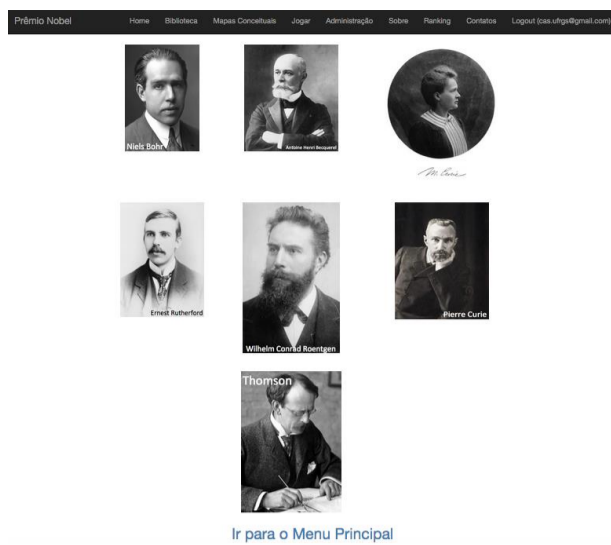 Prêmio Nobel Home Biblioteca Mapas Conceituais Jogar Administração Sobre Ranking Contatos Logout (cas.ufrgs@gmail.com)
Niels Bohr
Antoine Henri Becquerel
M. Curie
Ernest Rutherford
Wilhelm Conrad Roentgen
Pierre Curie
Thomson
Ir para o Menu Principal